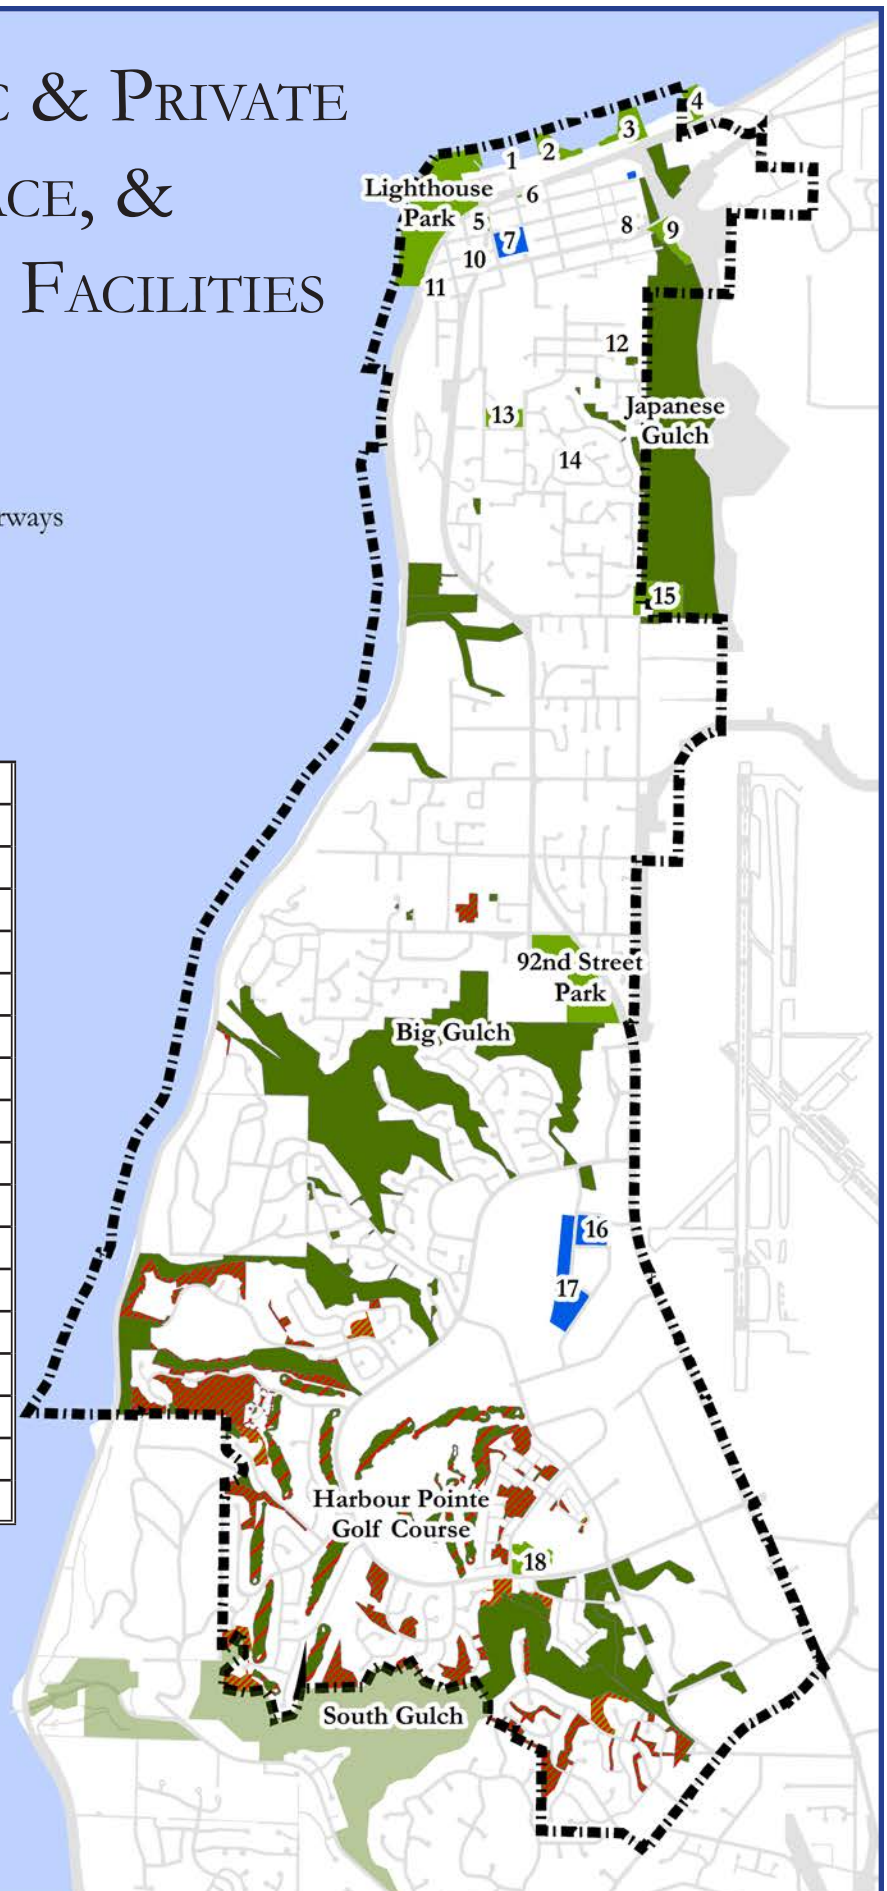 C & PRIVATE
ACE, &
FACILITIES
rways
4
3
2
1
Lighthouse
Park
6
5
7
8
9
10
11
12
Japanese
Gulch
13
14
15
92nd Street
Park
Big Gulch
16
17
Harbour Pointe
Golf Course
18
South Gulch